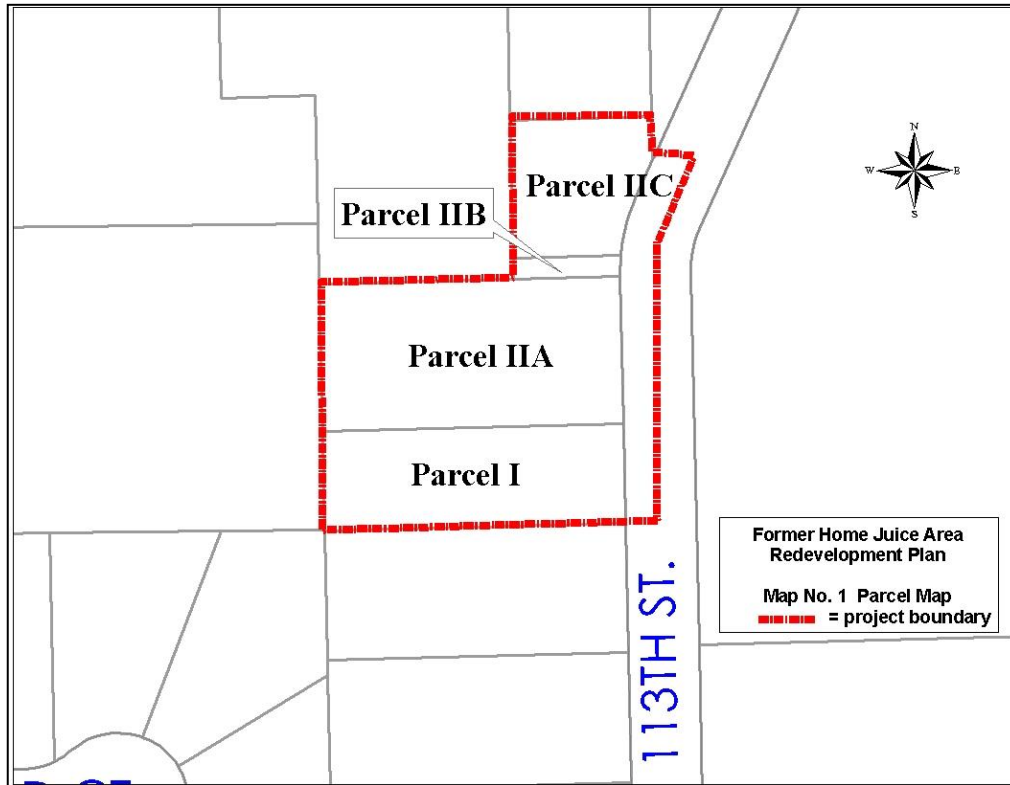 N
W E
S
Parcel IIC
Parcel IIB
Parcel IIA
Parcel I
Former Home Juice Area
Redevelopment Plan
Map No. 1 Parcel Map
= project boundary
113TH ST.